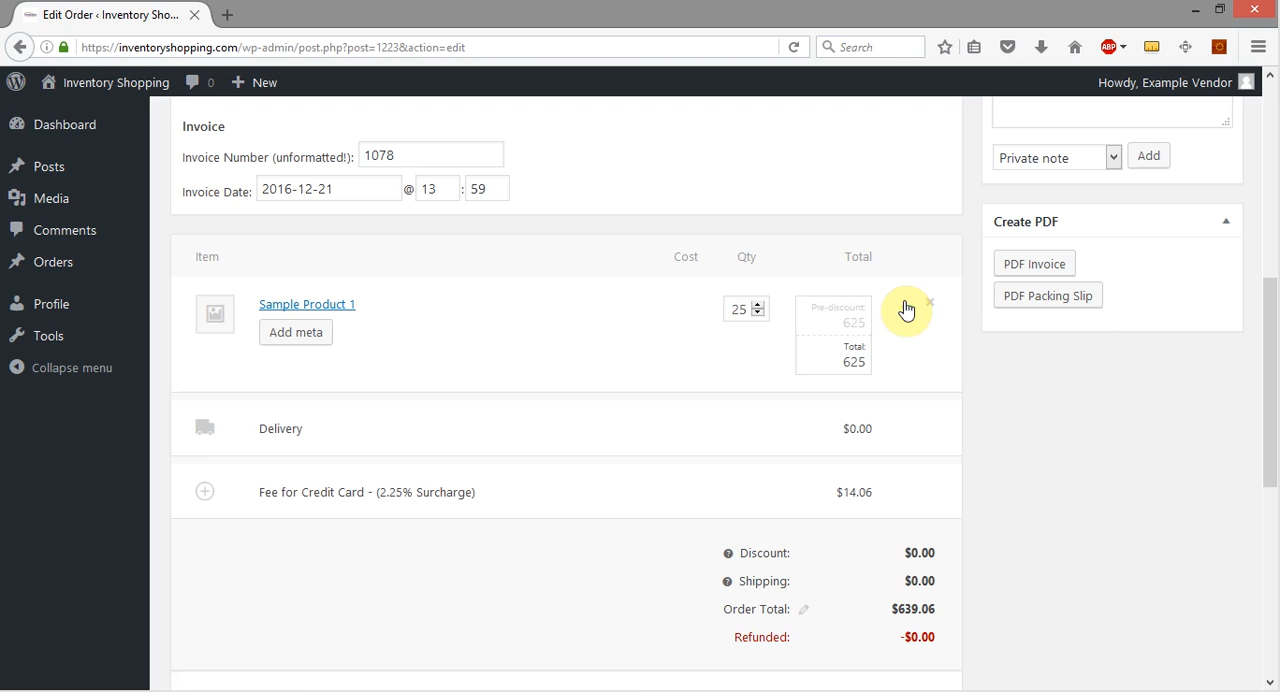 Edit Order ‹ Inventory Sho...
https://inventoryshopping.com/wp-admin/post.php?post=1223&action=edit
Search
ABP
Inventory Shopping
0
New
Howdy, Example Vendor
Dashboard
Posts
Media
Comments
Orders
Profile
Tools
Collapse menu
Invoice
Invoice Number (unformatted!): 1078
Invoice Date: 2016-12-21 @ 13 : 59
Item Cost Qty Total
Sample Product 1
Add meta
25
Pre-discount:
625
Total:
625
Delivery $0.00
Fee for Credit Card - (2.25% Surcharge) $14.06
Discount: $0.00
Shipping: $0.00
Order Total: $639.06
Refunded: -$0.00
Private note
Add
Create PDF
PDF Invoice
PDF Packing Slip